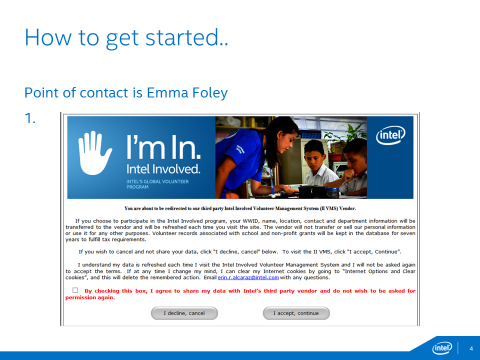 How to get started..
Point of contact is Emma Foley
1.
I'm In.
Intel Involved.
INTEL'S GLOBAL VOLUNTEER
PROGRAM
intel
You are about to be redirected to our third party Intel Involved Volunteer Management System (II VMS) Vendor.
If you choose to participate in the Intel Involved program, your WWID, name, location, contact and department information will be
transferred to the vendor and will be refreshed each time you visit the site. The vendor will not transfer or sell our personal information
or use it for any other purposes. Volunteer records associated with school and non-profit grants will be kept in the database for seven
years to fulfill tax requirements.
If you wish to cancel and not share your data, click "I decline, cancel" below. To visit the II VMS, click "I accept, Continue".
I understand my data is refreshed each time I visit the Intel Involved Volunteer Management System and I will not be asked again
to accept the terms. If at any time I change my mind, I can clear my Internet cookies by going to "Internet Options and Clear
cookies", and this will delete the remembered action. Email erin.r.alcaraz@intel.com with any questions.
By checking this box, I agree to share my data with Intel's third party vendor and do not wish to be asked for
permission again.
I decline, cancel
I accept, continue
intel
4